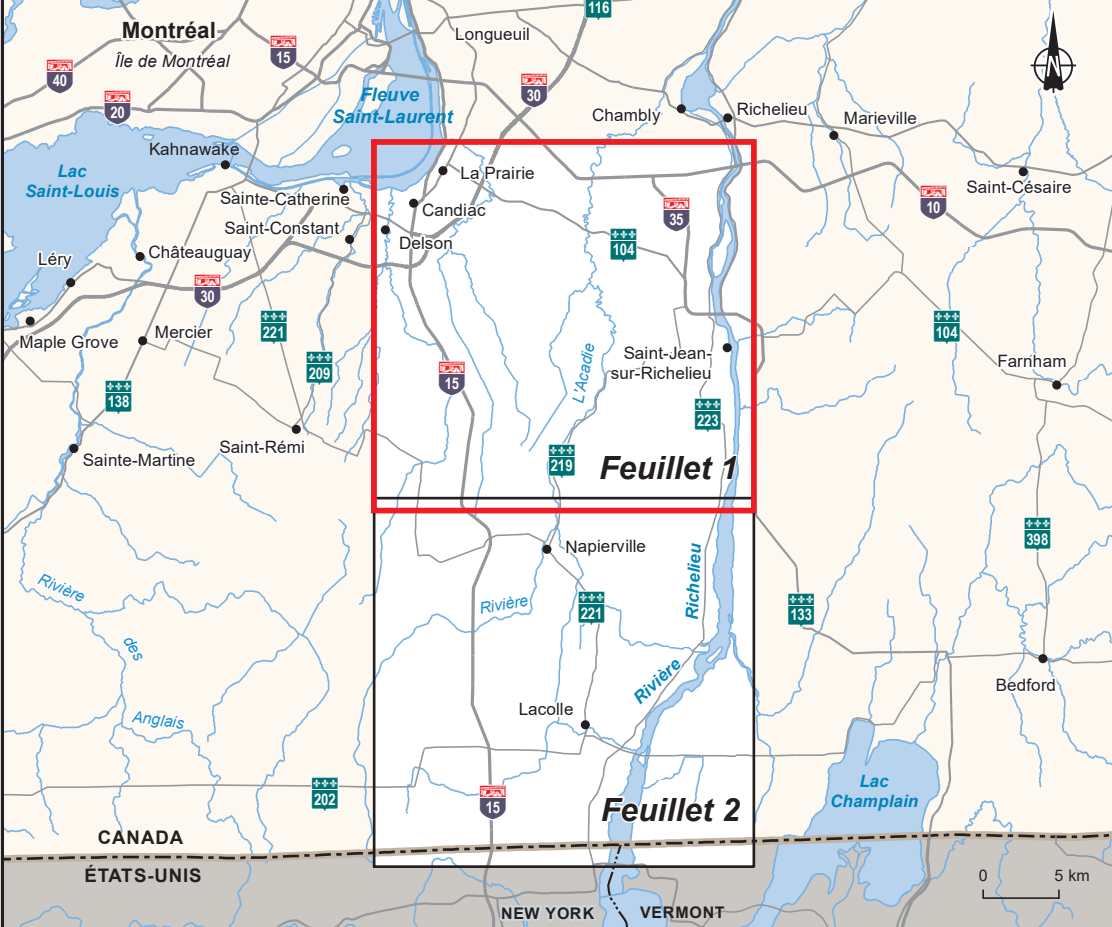 116
Montréal
Longueuil
Île de Montréal
15
40
30
20
Fleuve
Saint-Laurent
Chambly
Richelieu
Marieville
Kahnawake
Lac
Saint-Louis
La Prairie
Saint-Césaire
Sainte-Catherine
Candiac
35
10
Saint-Constant
Delson
104
Châteauguay
Léry
30
Maple Grove
Mercier
221
209
104
Saint-Jean-
sur-Richelieu
Farnham
L'Acadie
15
138
223
Saint-Rémi
Sainte-Martine
219
Feuillet 1
398
Napierville
Rivière
des
Anglais
Rivière
221
Richelieu
133
Rivière
Bedford
Lacolle
Lac
Champlain
202
15
Feuillet 2
CANADA
ÉTATS-UNIS
0 5 km
NEW YORK
VERMONT
N